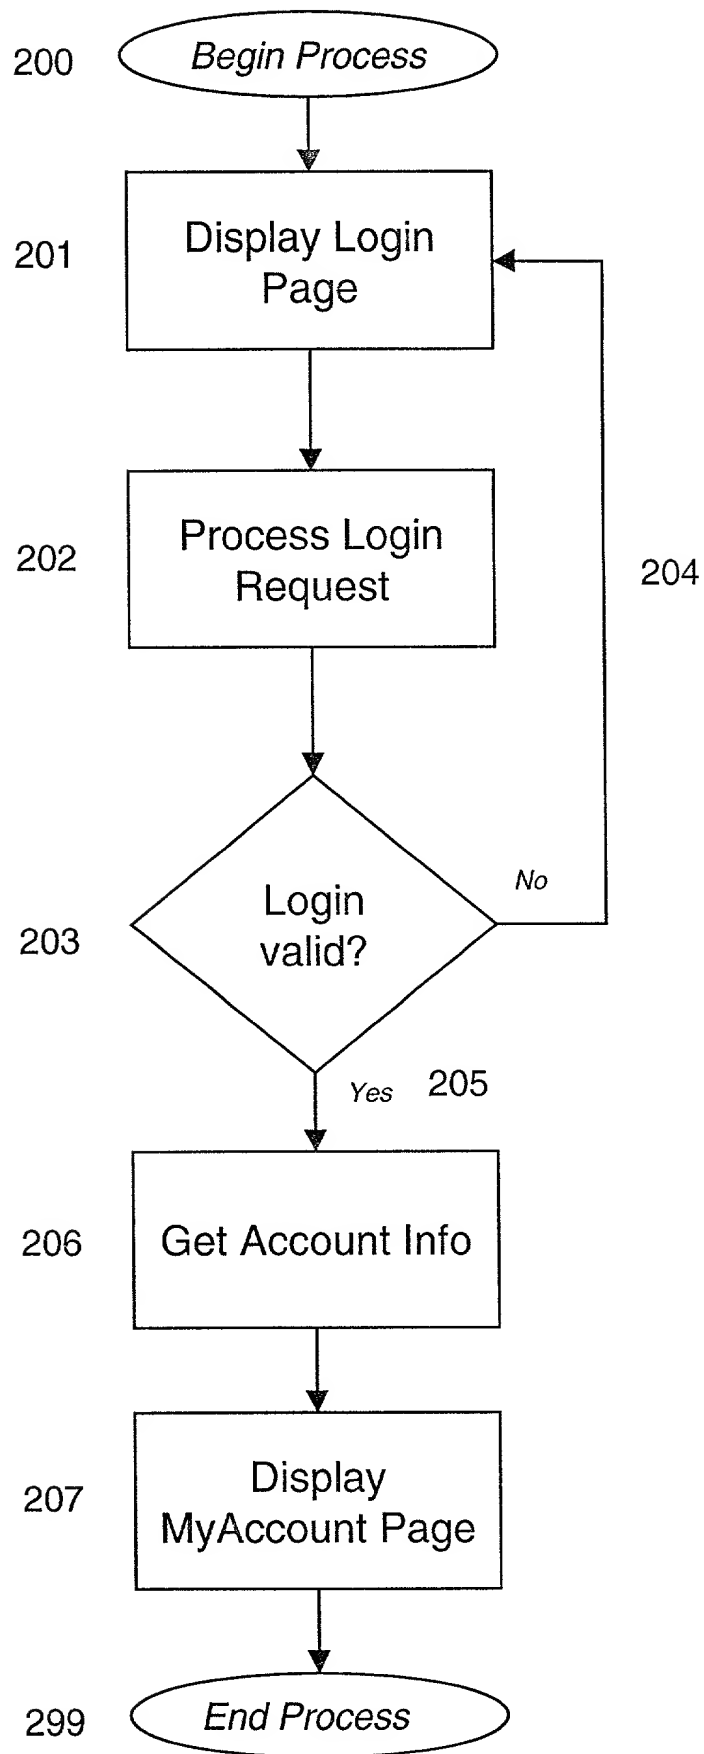 200
Begin Process
201
Display Login
Page
202
Process Login
Request
204
203
Login
valid?
No
Yes
205
206
Get Account Info
207
Display
MyAccount Page
299
End Process